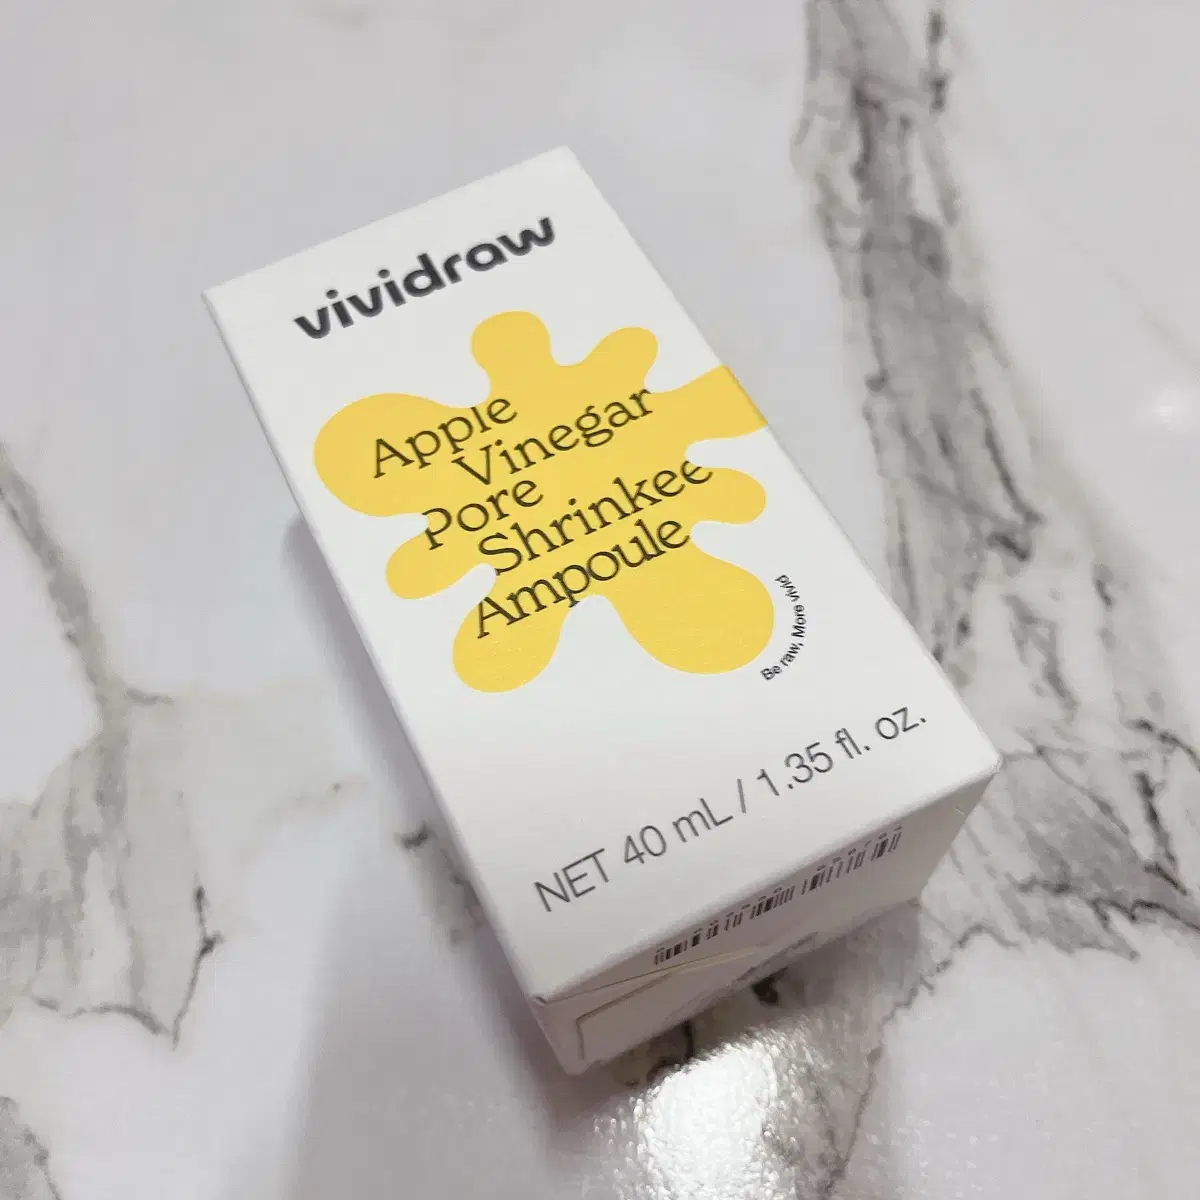 vividraw
Apple
Vinegar
Pore
Shrinkee
Ampoule
Be raw, More vivid
NET 40 mL / 1.35 fl. oz.